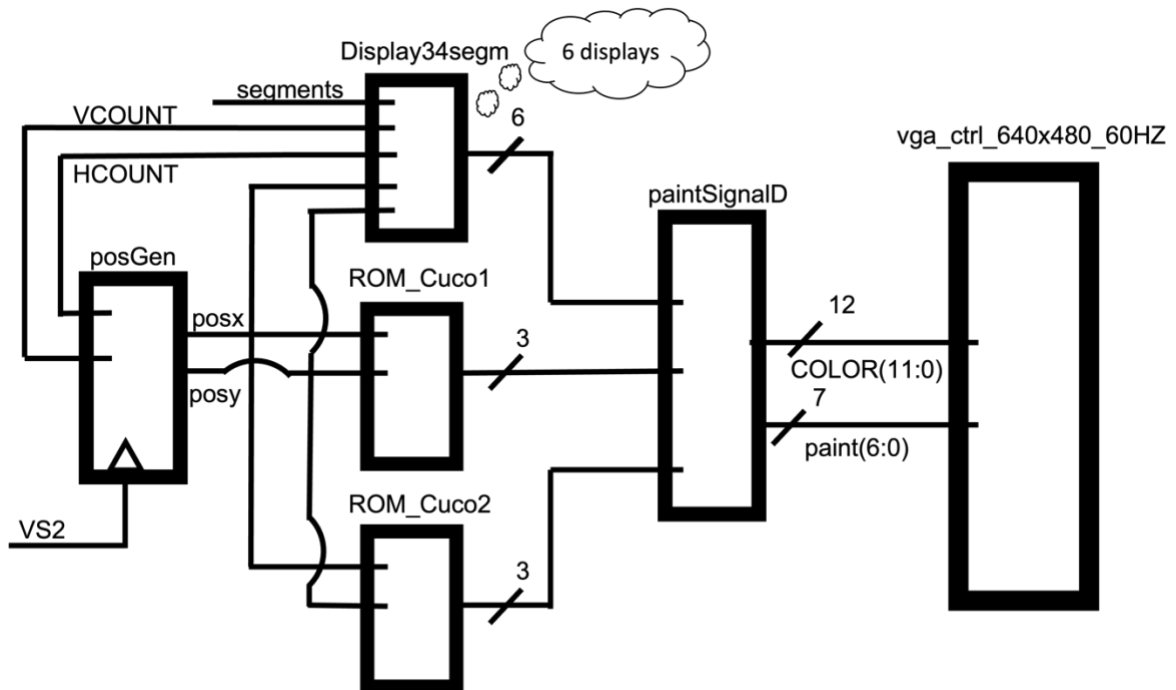 Display34segm
6 displays
segments
VCOUNT
6
HCOUNT
vga_ctrl_640x480_60HZ
paintSignalD
posGen
ROM_Cuco1
posx
3
12
COLOR(11:0)
posy
7
paint(6:0)
ROM_Cuco2
VS2
3